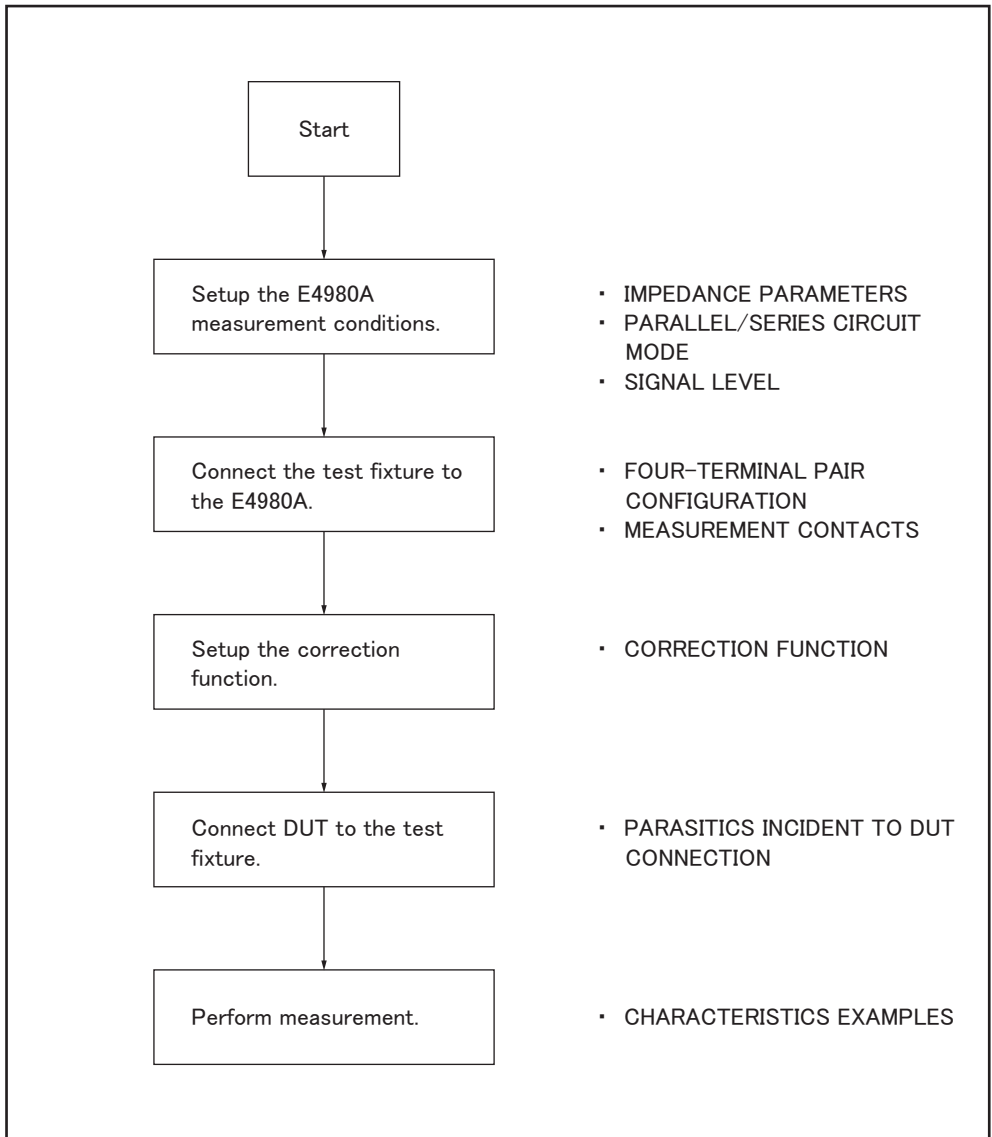 Start
Setup the E4980A
measurement conditions.
・ IMPEDANCE PARAMETERS
・ PARALLEL/SERIES CIRCUIT
MODE
・ SIGNAL LEVEL
Connect the test fixture to
the E4980A.
・ FOUR-TERMINAL PAIR
CONFIGURATION
・ MEASUREMENT CONTACTS
Setup the correction
function.
・ CORRECTION FUNCTION
Connect DUT to the test
fixture.
・ PARASITICS INCIDENT TO DUT
CONNECTION
Perform measurement.
・ CHARACTERISTICS EXAMPLES